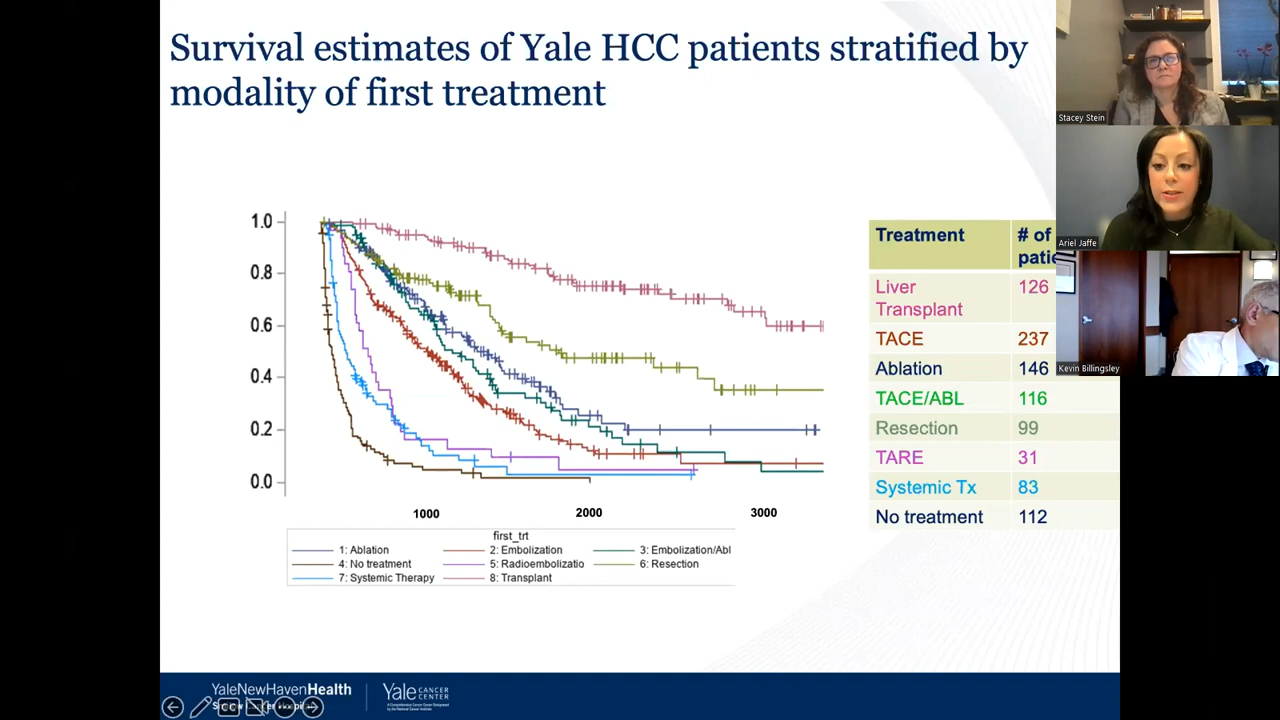 Survival estimates of Yale HCC patients stratified by
modality of first treatment
Stacey Stein
Ariel Jaffe
Kevin Billingsley
1.0
0.8
0.6
0.4
0.2
0.0
1000 2000 3000
first_trt
1: Ablation 2: Embolization 3: Embolization/Abl
4: No treatment 5: Radioembolizatio 6: Resection
7: Systemic Therapy 8: Transplant
Treatment # of
patie
Liver 126
Transplant
TACE 237
Ablation 146
TACE/ABL 116
Resection 99
TARE 31
Systemic Tx 83
No treatment 112
YaleNewHavenHealth
Yale CANCER
CENTER